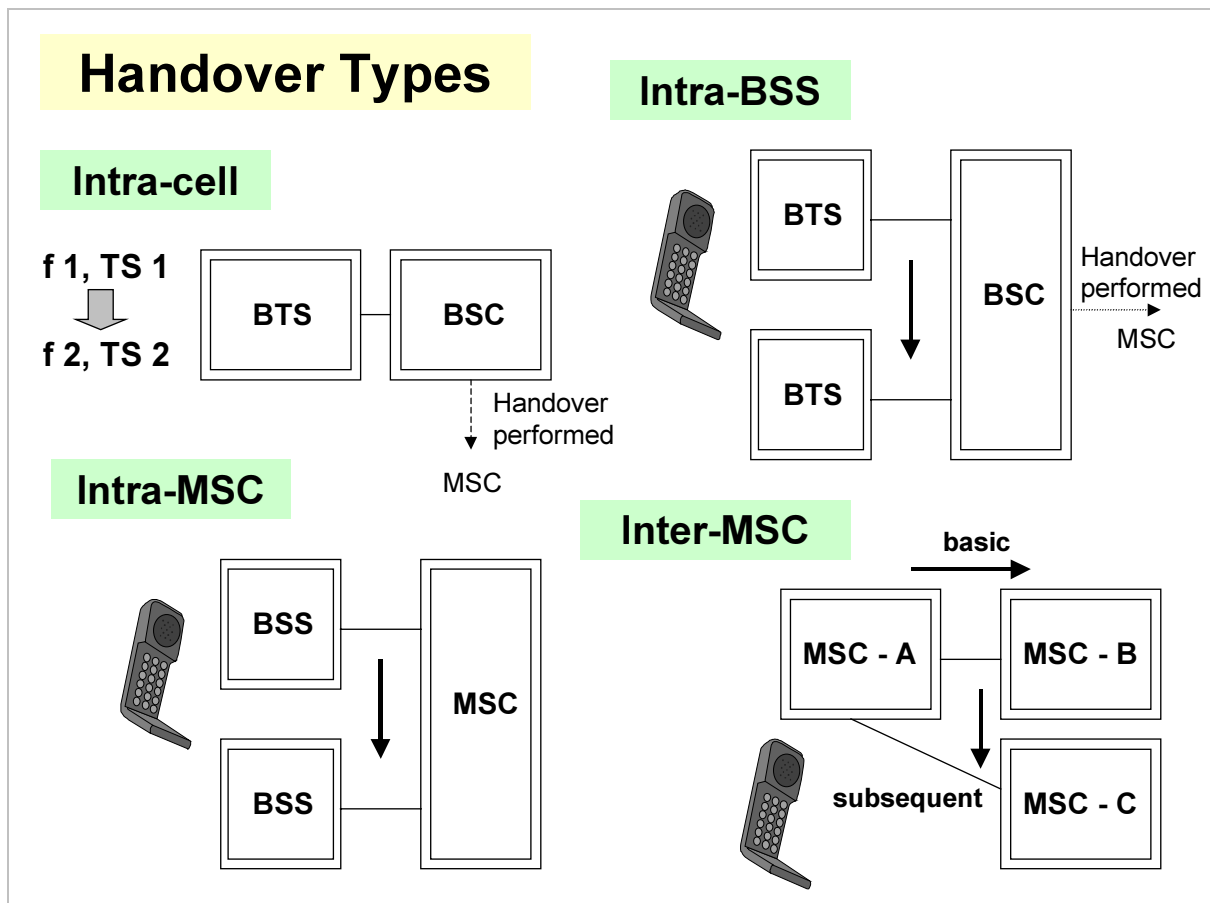 Handover Types
Intra-cell
f 1, TS 1
f 2, TS 2
BTS
BSC
Handover
performed
MSC
Intra-BSS
BTS
BTS
BSC
Handover
performed
MSC
Intra-MSC
BSS
BSS
MSC
Inter-MSC
basic
MSC - A
MSC - B
subsequent
MSC - C